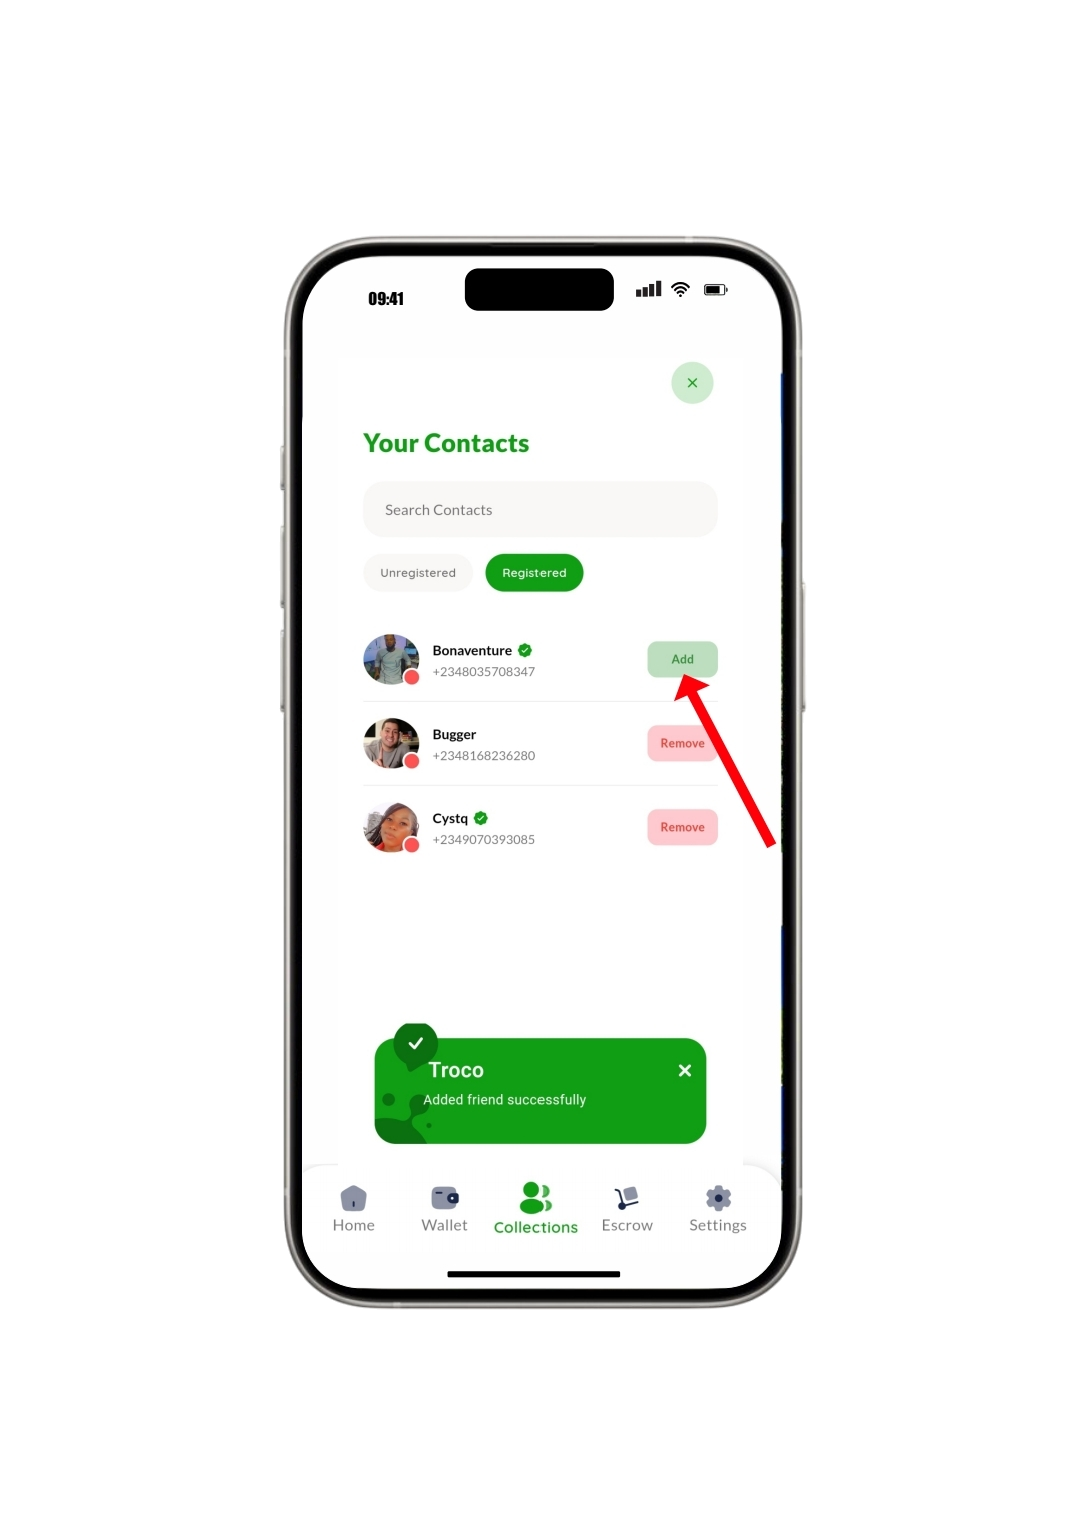 09:41
Your Contacts
Search Contacts
Unregistered Registered
Bonaventure
+2348035708347
Add
Bugger
+2348168236280
Remove
Cystq
+2349070393085
Remove
Troco
Added friend successfully
Home Wallet Collections Escrow Settings